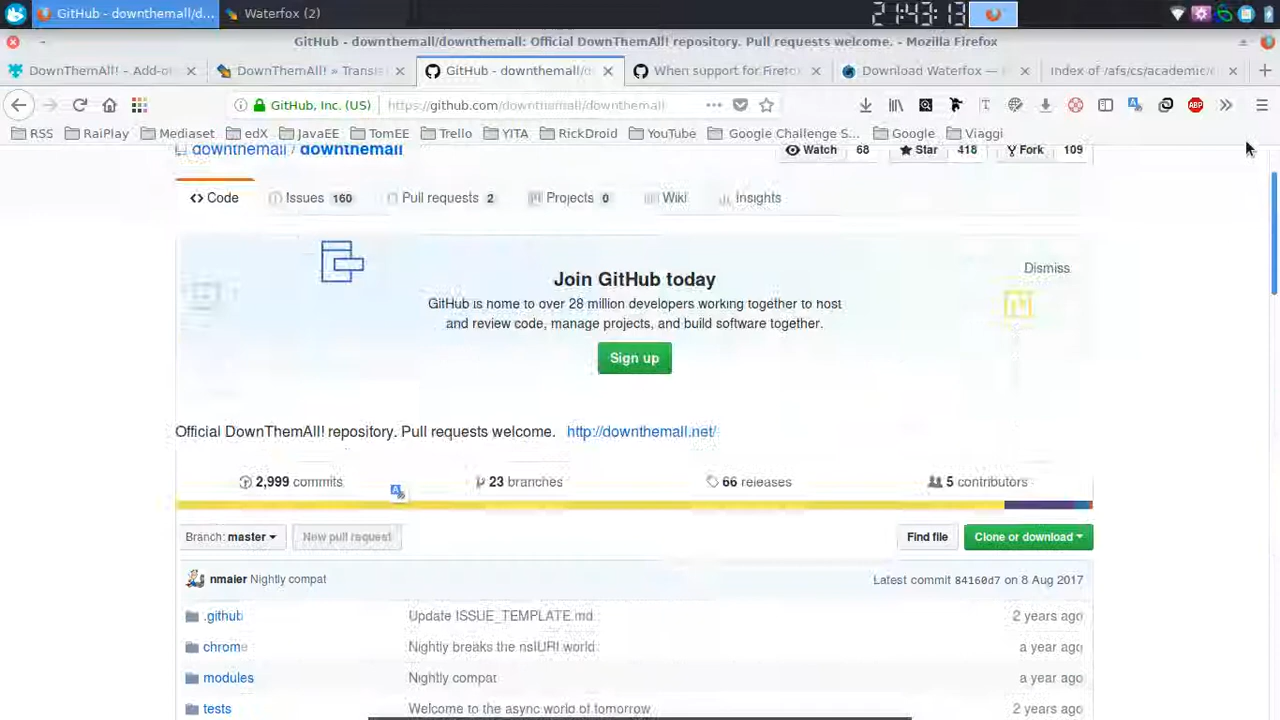 GitHub - downthemall/d... Waterfox (2) 21:43:13
GitHub - downthemall/downthemall: Official DownThemAll! repository. Pull requests welcome. - Mozilla Firefox
DownThemAll! – Add-o DownThemAll! » Transl GitHub - downthemall/d When support for Firefo Download Waterfox — Index of /afs/cs/academic/c
GitHub, Inc. (US) https://github.com/downthemall/downthemall ABP
RSS RaiPlay Mediaset edX JavaEE TomEE Trello YITA RickDroid YouTube Google Challenge S... Google Viaggi
downthemall / downthemall Watch 68 Star 418 Fork 109
Code Issues 160 Pull requests 2 Projects 0 Wiki Insights
Join GitHub today
Dismiss
GitHub is home to over 28 million developers working together to host
and review code, manage projects, and build software together.
Sign up
Official DownThemAll! repository. Pull requests welcome. http://downthemall.net/
2,999 commits 23 branches 66 releases 5 contributors
Branch: master New pull request Find file Clone or download
nmaier Nightly compat Latest commit 84160d7 on 8 Aug 2017
.github Update ISSUE_TEMPLATE.md 2 years ago
chrome Nightly breaks the nsIURI world a year ago
modules Nightly compat a year ago
tests Welcome to the async world of tomorrow 2 years ago